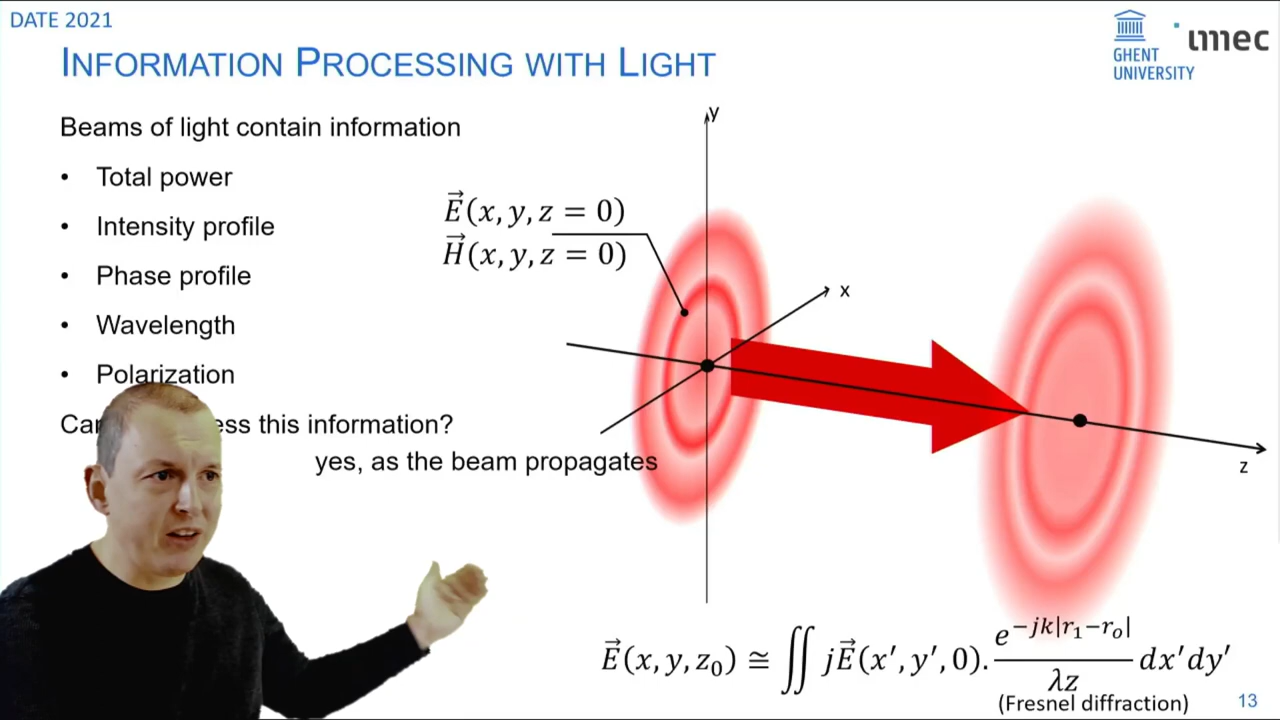 DATE 2021
INFORMATION PROCESSING WITH LIGHT
GHENT
UNIVERSITY
imec
Beams of light contain information
• Total power
• Intensity profile
• Phase profile
• Wavelength
• Polarization
this information?
yes, as the beam propagates
y
x
z
E⃗(x, y, z = 0)
H⃗(x, y, z = 0)
E⃗(x, y, z₀) ≅ ∬ jE⃗(x′, y′, 0). e^{−jk|r₁−rₒ|} / λz dx′dy′
(Fresnel diffraction)
13